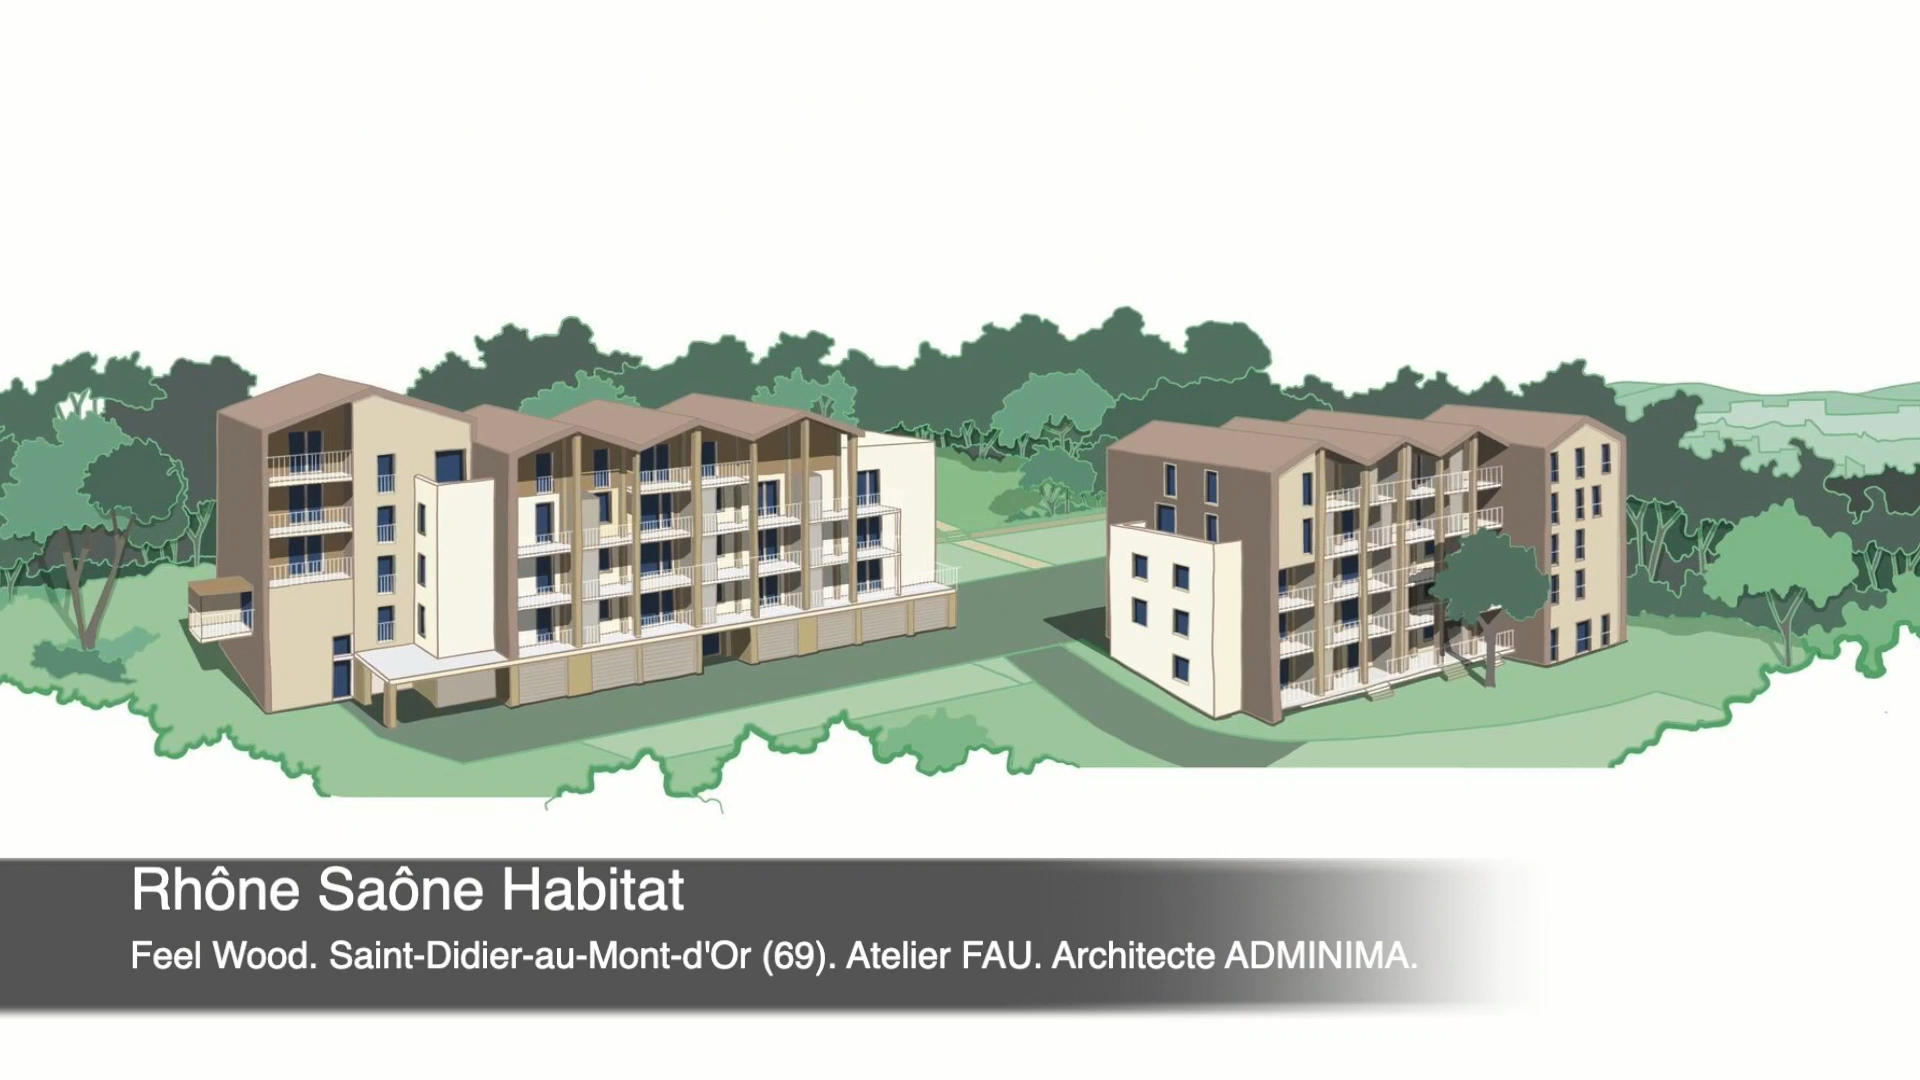 Rhône Saône Habitat
Feel Wood. Saint-Didier-au-Mont-d'Or (69). Atelier FAU. Architecte ADMINIMA.